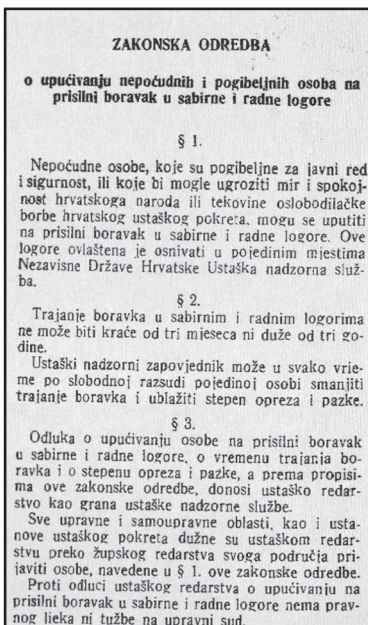 ZAKONSKA ODREDBA
o upućivanju nepoćudnih i pogibeljnih osoba na
prisilni boravak u sabirne i radne logore
§ 1.
Nepoćudne osobe, koje su pogibeljne za javni red
i sigurnost, ili koje bi mogle ugroziti mir i spokoj-
nost hrvatskoga naroda ili tekovine oslobodilačke
borbe hrvatskog ustaškog pokreta, mogu se uputiti
na prisilni boravak u sabirne i radne logore. Ove
logore ovlaštena je osnivati u pojedinim mjestima
Nezavisne Države Hrvatske Ustaška nadzorna služ-
ba.
§ 2.
Trajanje boravka u sabirnim i radnim logorima
ne može biti kraće od tri mjeseca ni duže od tri go-
dine.
Ustaški nadzorni zapovjednik može u svako vrie-
me po slobodnoj razsudi pojedinoj osobi smanjiti
trajanje boravka i ublažiti stepen opreza i pazke.
§ 3.
Odluka o upućivanju osobe na prisilni boravak
u sabirne i radne logore, o vremenu trajanja bo-
ravka i o stepenu opreza i pazke, a prema propisi-
ma ove zakonske odredbe, donosi ustaško redar-
stvo kao grana ustaške nadzorne službe.
Sve upravne i samoupravne oblasti, kao i usta-
nove ustaškog pokreta dužne su ustaškom redar-
stvu preko župskog redarstva svoga područja pri-
javiti osobe, navedene u § 1. ove zakonske odredbe.
Proti odluci ustaškog redarstva o upućivanju na
prisilni boravak u sabirne i radne logore nema prav-
nog lieka ni tužbe na upravni sud.